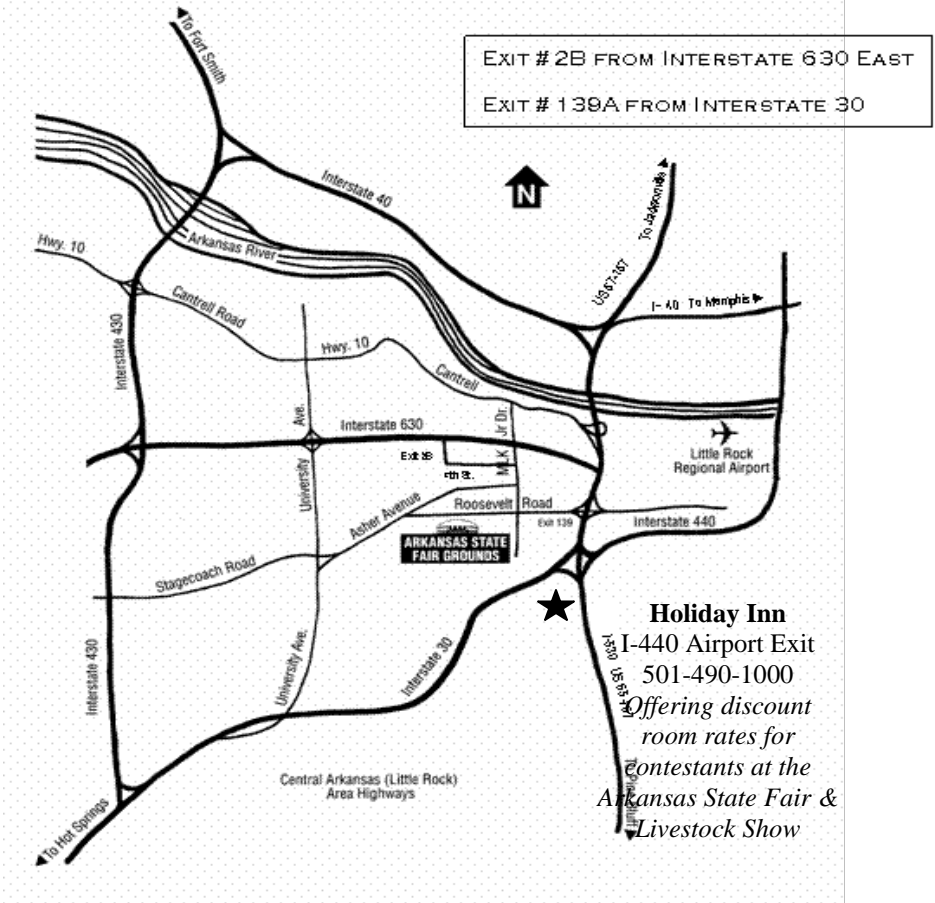 To Fort Smith
EXIT # 2B FROM INTERSTATE 630 EAST
EXIT # 139A FROM INTERSTATE 30
N
Interstate 40
To Jacksonville
US 67-167
I-40 To Memphis
Hwy. 10
Arkansas River
Cantrell Road
Interstate 430
Hwy. 10
Cantrell
University Ave.
Interstate 630
MLK Jr Dr.
Exit 2B
Little Rock
Regional Airport
Asher Avenue
Roosevelt Road
Exit 139
Interstate 440
ARKANSAS STATE
FAIR GROUNDS
Stagecoach Road
Holiday Inn
I-440 Airport Exit
501-490-1000
Offering discount
room rates for
contestants at the
Arkansas State Fair &
Livestock Show
I-530 US 65
Interstate 430
University Ave.
Interstate 30
Central Arkansas (Little Rock)
Area Highways
To Hot Springs